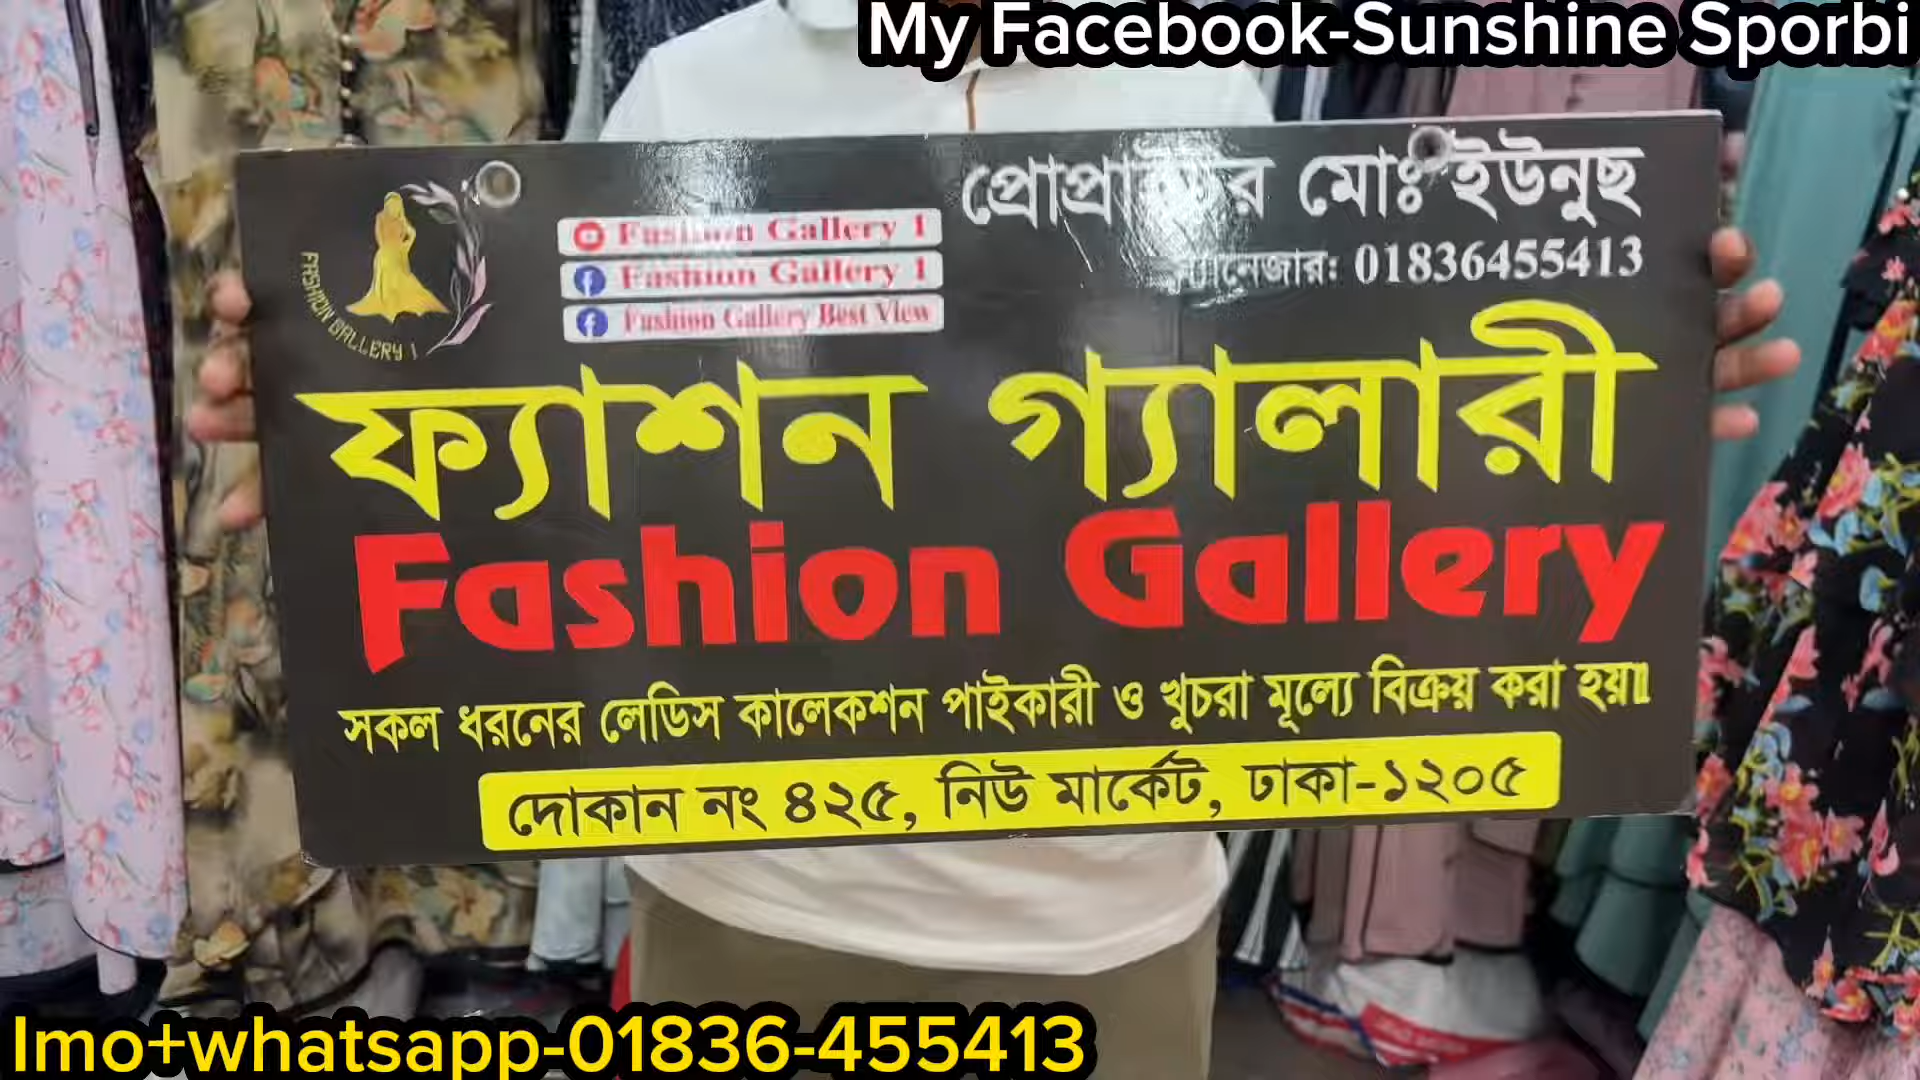 My Facebook-Sunshine Sporbi
প্রোপ্রাইটর মোঃ ইউনুছ
ম্যানেজার: 01836455413
FASHION GALLERY 1
Fashion Gallery 1
Fashion Gallery 1
Fashion Gallery Best View
ফ্যাশন গ্যালারী
Fashion Gallery
সকল ধরনের লেডিস কালেকশন পাইকারী ও খুচরা মূল্যে বিক্রয় করা হয়॥
দোকান নং ৪২৫, নিউ মার্কেট, ঢাকা-১২০৫
Imo+whatsapp-01836-455413